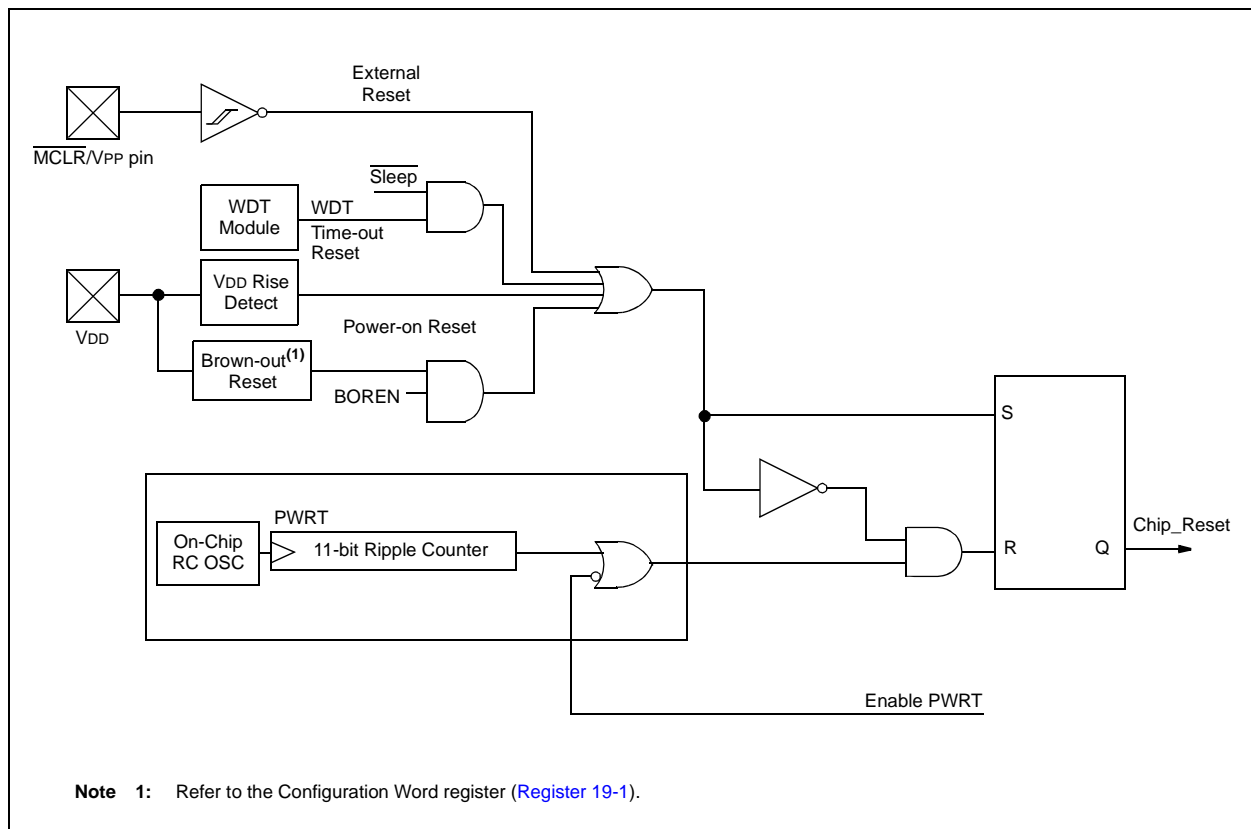 External
Reset
MCLR/VPP pin
Sleep
WDT
Module
WDT
Time-out
Reset
VDD Rise
Detect
VDD
Power-on Reset
Brown-out(1)
Reset
BOREN
S
PWRT
On-Chip
RC OSC
11-bit Ripple Counter
R
Q
Chip_Reset
Enable PWRT
Note 1: Refer to the Configuration Word register (Register 19-1).